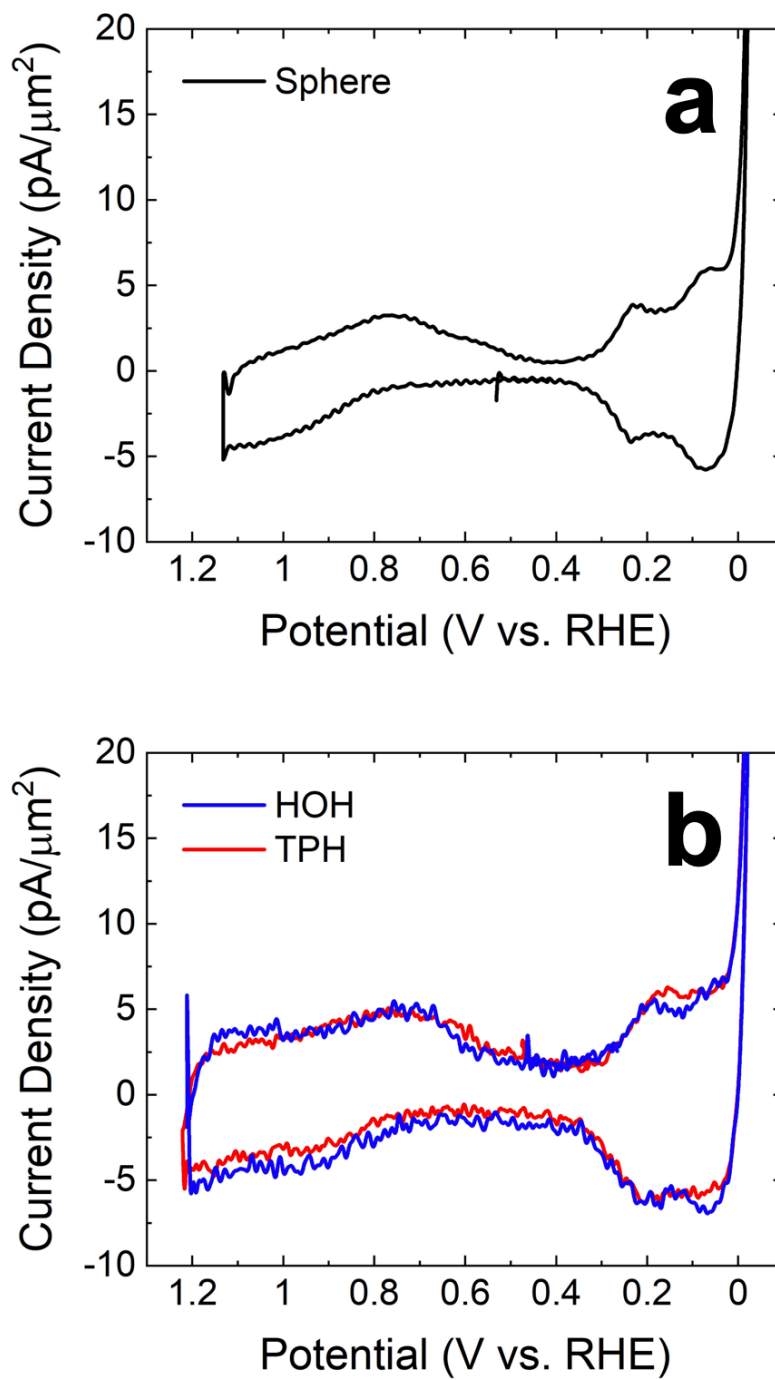 a
Sphere
Current Density (pA/μm²)
20
15
10
5
0
-5
-10
1.2 1 0.8 0.6 0.4 0.2 0
Potential (V vs. RHE)
b
HOH
TPH
Current Density (pA/μm²)
20
15
10
5
0
-5
-10
1.2 1 0.8 0.6 0.4 0.2 0
Potential (V vs. RHE)